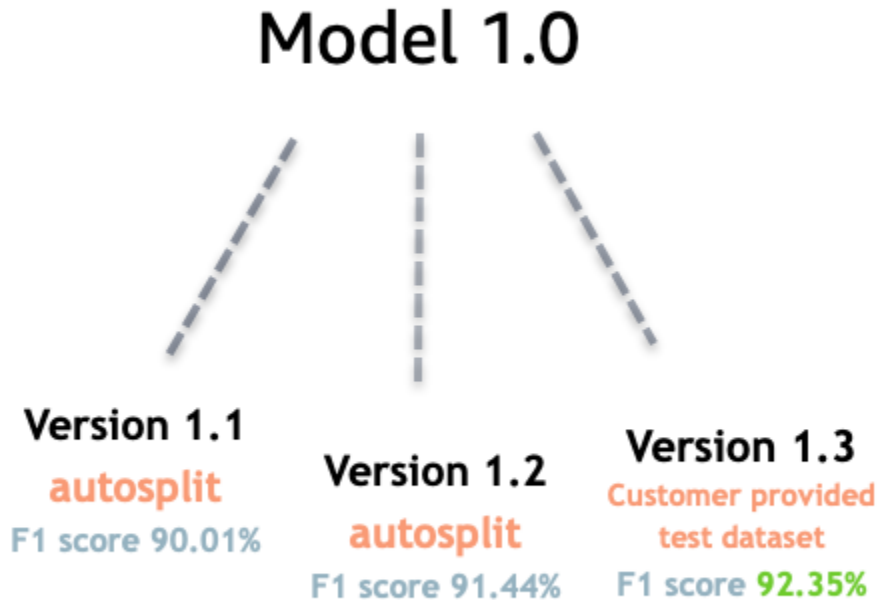 Model 1.0
Version 1.1
autosplit
F1 score 90.01%
Version 1.2
autosplit
F1 score 91.44%
Version 1.3
Customer provided
test dataset
F1 score 92.35%